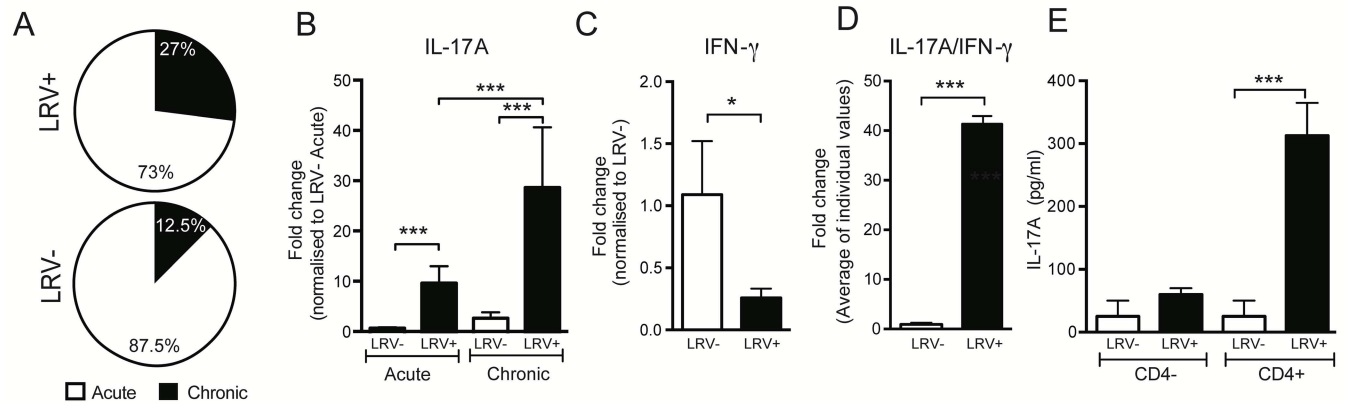 A
LRV+
27%
73%
LRV-
12.5%
87.5%
Acute
Chronic
B
IL-17A
Fold change
(normalised to LRV- Acute)
50
40
30
20
10
0
***
***
***
LRV-
LRV+
LRV-
LRV+
Acute
Chronic
C
IFN-γ
Fold change
(normalised to LRV-)
2.0
1.5
1.0
0.5
0.0
*
LRV-
LRV+
D
IL-17A/IFN-γ
Fold change
(Average of individual values)
50
40
30
20
10
0
***
***
LRV-
LRV+
E
IL-17A (pg/ml)
400
300
200
100
0
***
LRV-
LRV+
LRV-
LRV+
CD4-
CD4+